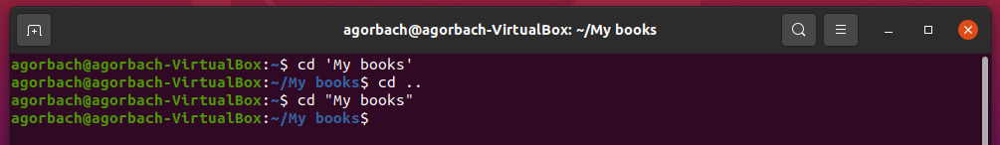 agorbach@agorbach-VirtualBox: ~/My books
agorbach@agorbach-VirtualBox:~$ cd 'My books'
agorbach@agorbach-VirtualBox:~/My books$ cd ..
agorbach@agorbach-VirtualBox:~$ cd "My books"
agorbach@agorbach-VirtualBox:~/My books$